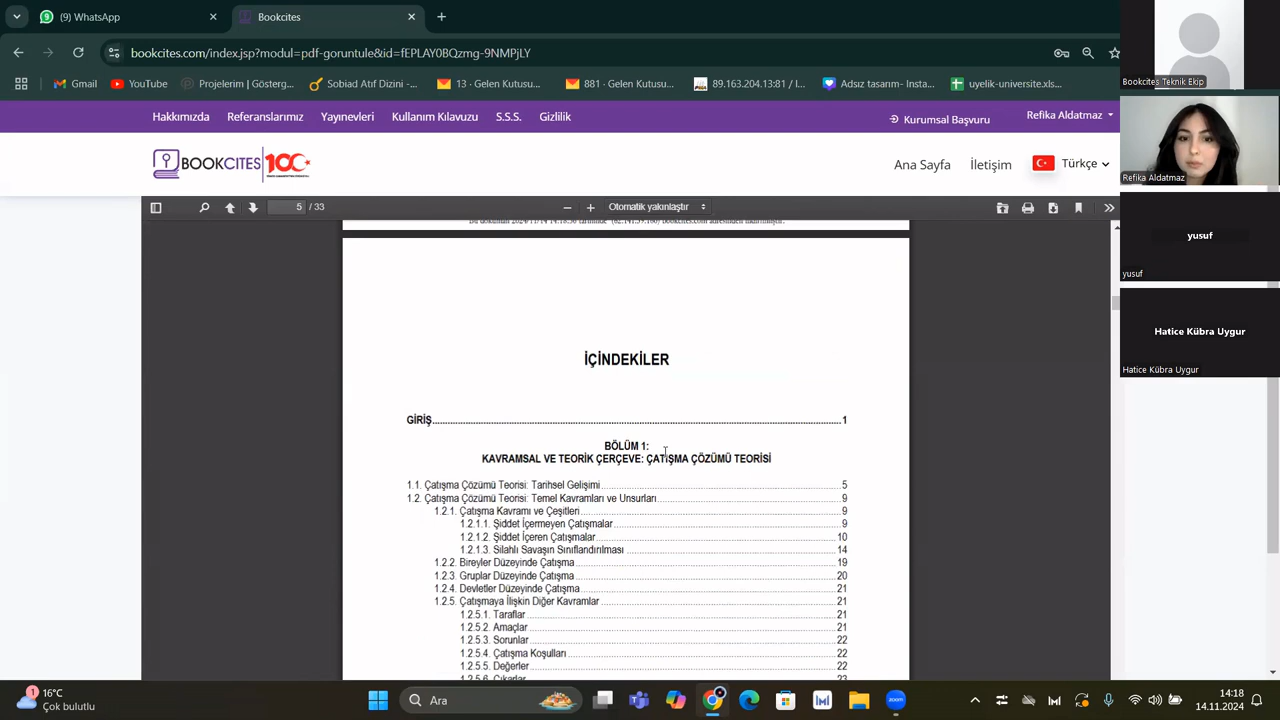 (9) WhatsApp
Bookcites
bookcites.com/index.jsp?modul=pdf-goruntule&id=fEPLAY0BQzmg-9NMPjLY
Gmail
YouTube
Projelerim | Gösterg...
Sobiad Atıf Dizini -...
13 - Gelen Kutusu...
881 - Gelen Kutusu...
89.163.204.13:81 / l...
Adsız tasarım - Insta...
uyelik-universite.xls...
Hakkımızda
Referanslarımız
Yayınevleri
Kullanım Kılavuzu
S.S.S.
Gizlilik
Kurumsal Başvuru
Refika Aldatmaz
BOOKCITES
100
Ana Sayfa
İletişim
Türkçe
5 / 33
Otomatik yakınlaştır
İÇİNDEKİLER
GİRİŞ 1
BÖLÜM 1:
KAVRAMSAL VE TEORİK ÇERÇEVE: ÇATIŞMA ÇÖZÜMÜ TEORİSİ
1.1. Çatışma Çözümü Teorisi: Tarihsel Gelişimi 5
1.2. Çatışma Çözümü Teorisi: Temel Kavramları ve Unsurları 9
1.2.1. Çatışma Kavramı ve Çeşitleri 9
1.2.1.1. Şiddet İçermeyen Çatışmalar 9
1.2.1.2. Şiddet İçeren Çatışmalar 10
1.2.1.3. Silahlı Savaşın Sınıflandırılması 14
1.2.2. Bireyler Düzeyinde Çatışma 19
1.2.3. Gruplar Düzeyinde Çatışma 20
1.2.4. Devletler Düzeyinde Çatışma 21
1.2.5. Çatışmaya İlişkin Diğer Kavramlar 21
1.2.5.1. Taraflar 21
1.2.5.2. Amaçlar 21
1.2.5.3. Sorunlar 22
1.2.5.4. Çatışma Koşulları 22
1.2.5.5. Değerler 22
1.2.5.6. Çıkarlar 23
Bookcites Teknik Ekip
Refika Aldatmaz
yusuf
yusuf
Hatice Kübra Uygur
Hatice Kübra Uygur
1
16°C
Çok bulutlu
Ara
zoom
14:18
14.11.2024